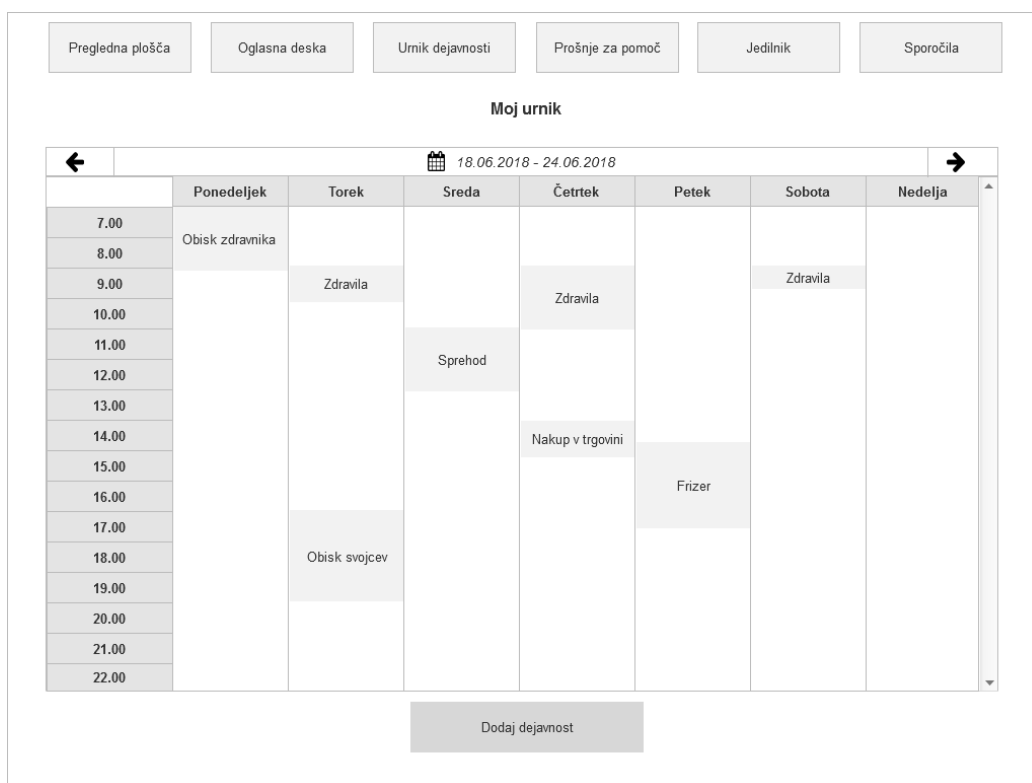 Pregledna plošča
Oglasna deska
Urnik dejavnosti
Prošnje za pomoč
Jedilnik
Sporočila
Moj urnik
18.06.2018 - 24.06.2018
Ponedeljek Torek Sreda Četrtek Petek Sobota Nedelja
7.00
Obisk zdravnika
8.00
9.00
Zdravila
Zdravila
Zdravila
10.00
11.00
Sprehod
12.00
13.00
14.00
Nakup v trgovini
15.00
16.00
Frizer
17.00
18.00
Obisk svojcev
19.00
20.00
21.00
22.00
Dodaj dejavnost